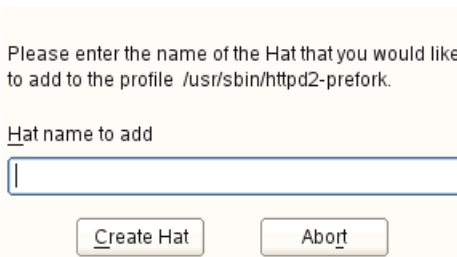 Please enter the name of the Hat that you would like
to add to the profile /usr/sbin/httpd2-prefork.
Hat name to add
Create Hat Abort